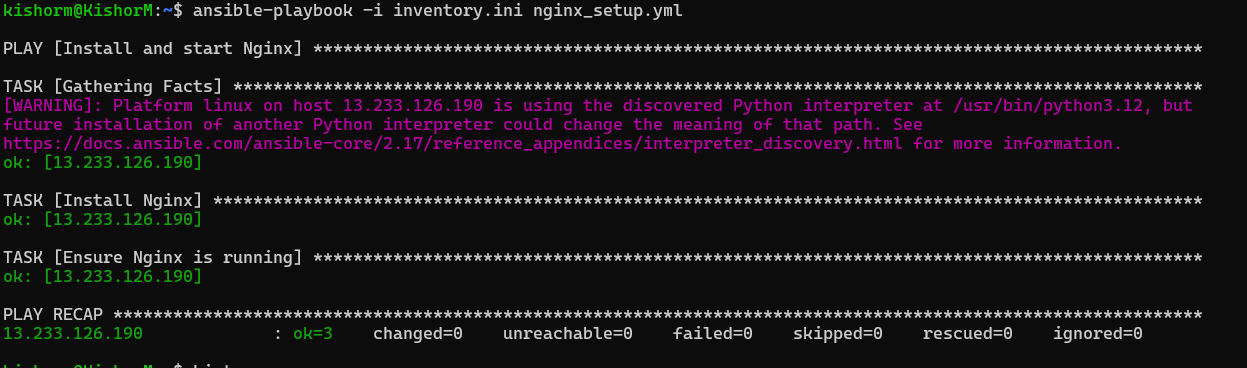 kishorm@KishorM:~$ ansible-playbook -i inventory.ini nginx_setup.yml
PLAY [Install and start Nginx] *****************************************************************************************
TASK [Gathering Facts] *************************************************************************************************
[WARNING]: Platform linux on host 13.233.126.190 is using the discovered Python interpreter at /usr/bin/python3.12, but
future installation of another Python interpreter could change the meaning of that path. See
https://docs.ansible.com/ansible-core/2.17/reference_appendices/interpreter_discovery.html for more information.
ok: [13.233.126.190]
TASK [Install Nginx] ***************************************************************************************************
ok: [13.233.126.190]
TASK [Ensure Nginx is running] *****************************************************************************************
ok: [13.233.126.190]
PLAY RECAP *************************************************************************************************************
13.233.126.190             : ok=3    changed=0    unreachable=0    failed=0    skipped=0    rescued=0    ignored=0